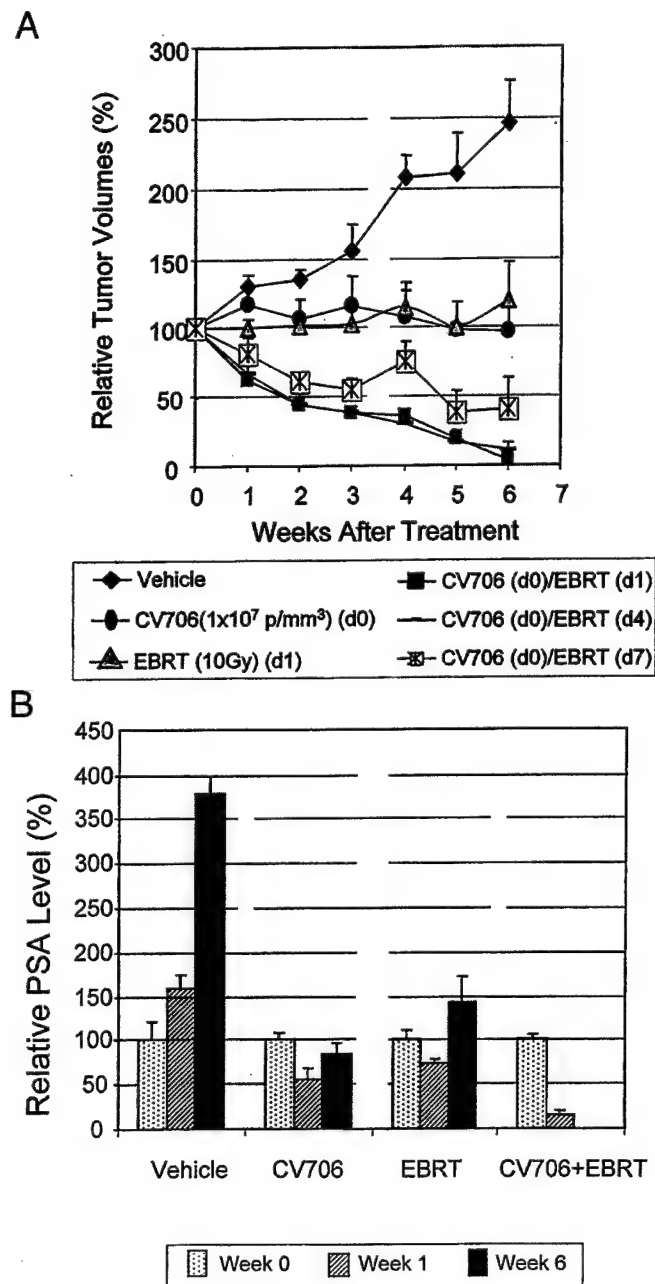 A
Relative Tumor Volumes (%)
300
250
200
150
100
50
0
0 1 2 3 4 5 6 7
Weeks After Treatment
Vehicle
CV706(1x10⁷ p/mm³) (d0)
EBRT (10Gy) (d1)
CV706 (d0)/EBRT (d1)
CV706 (d0)/EBRT (d4)
CV706 (d0)/EBRT (d7)
B
Relative PSA Level (%)
450
400
350
300
250
200
150
100
50
0
Vehicle CV706 EBRT CV706+EBRT
Week 0 Week 1 Week 6